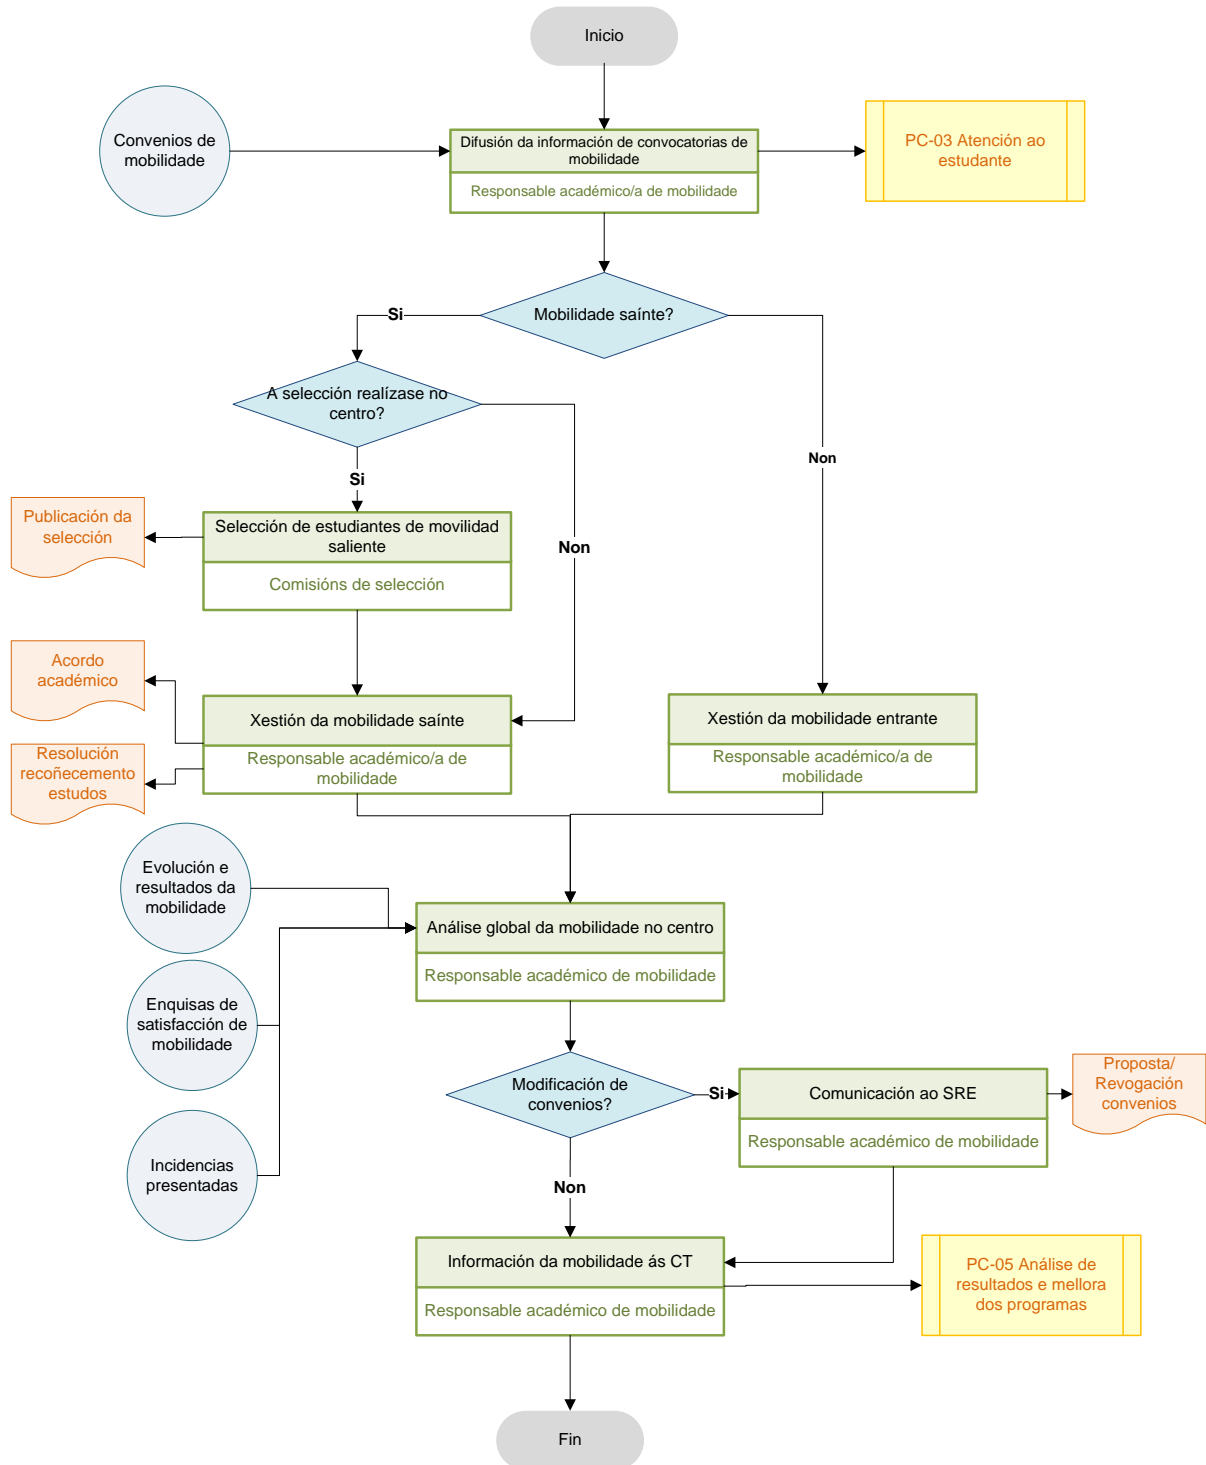 Inicio
Convenios de
mobilidade
Difusión da información de convocatorias de
mobilidade
Responsable académico/a de mobilidade
PC-03 Atención ao
estudante
Mobilidade saínte?
Si
A selección realízase no
centro?
Non
Si
Publicación da
selección
Selección de estudiantes de movilidad
saliente
Comisións de selección
Non
Acordo
académico
Xestión da mobilidade saínte
Responsable académico/a de
mobilidade
Xestión da mobilidade entrante
Responsable académico/a de
mobilidade
Resolución
recoñecemento
estudos
Evolución e
resultados da
mobilidade
Análise global da mobilidade no centro
Responsable académico de mobilidade
Enquisas de
satisfacción de
mobilidade
Modificación de
convenios?
Si
Comunicación ao SRE
Responsable académico de mobilidade
Proposta/
Revogación
convenios
Incidencias
presentadas
Non
Información da mobilidade ás CT
Responsable académico de mobilidade
PC-05 Análise de
resultados e mellora
dos programas
Fin